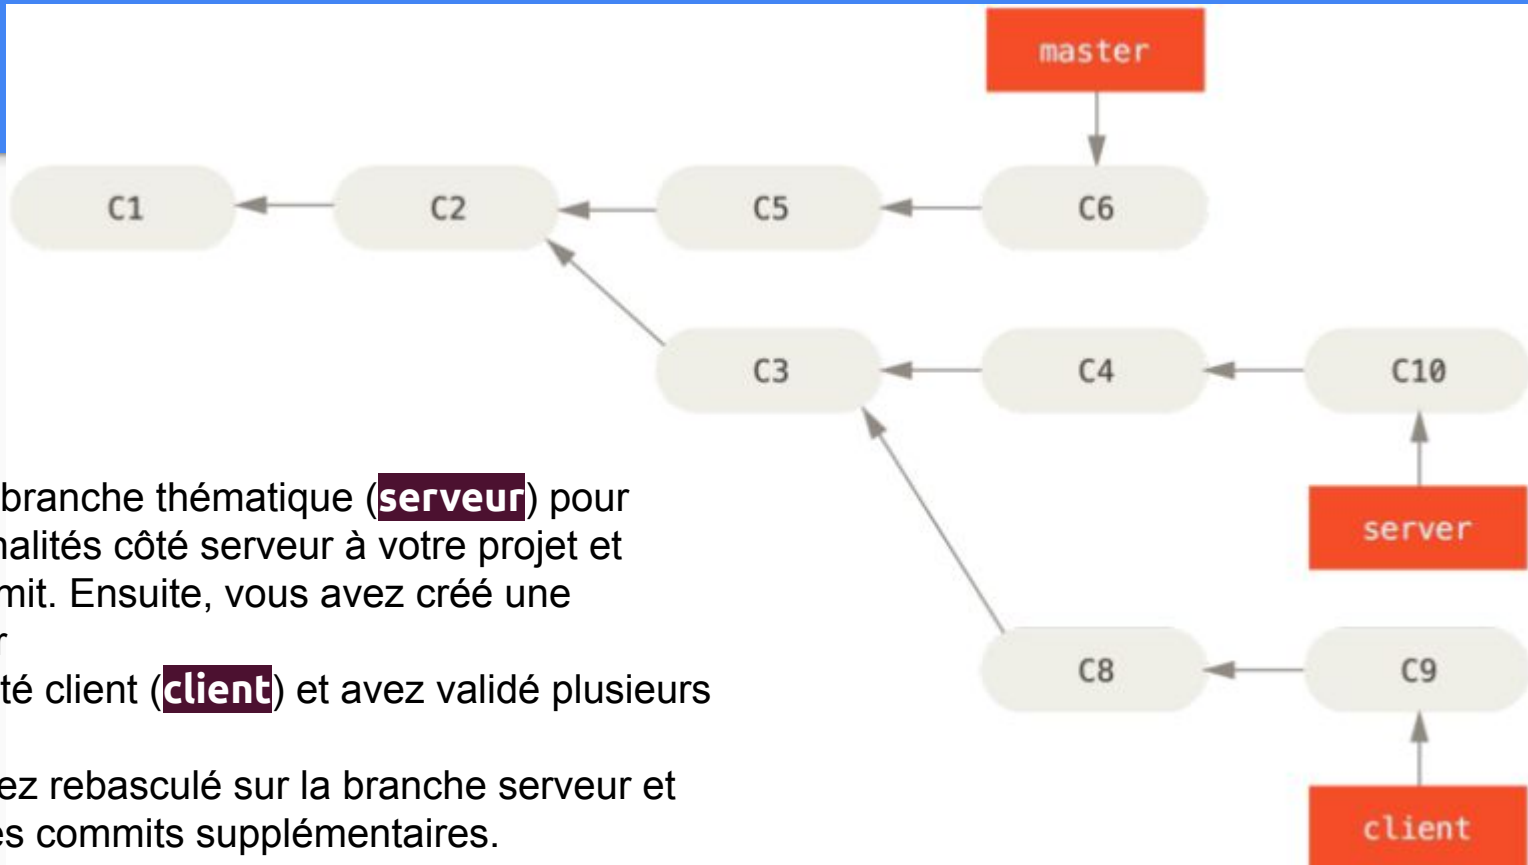 master
C1 C2 C5 C6
C3 C4 C10
branche thématique (serveur) pour
nalités côté serveur à votre projet et
server
mit. Ensuite, vous avez créé une
r
C8 C9
té client (client) et avez validé plusieurs
ez rebasculé sur la branche serveur et
es commits supplémentaires.
client